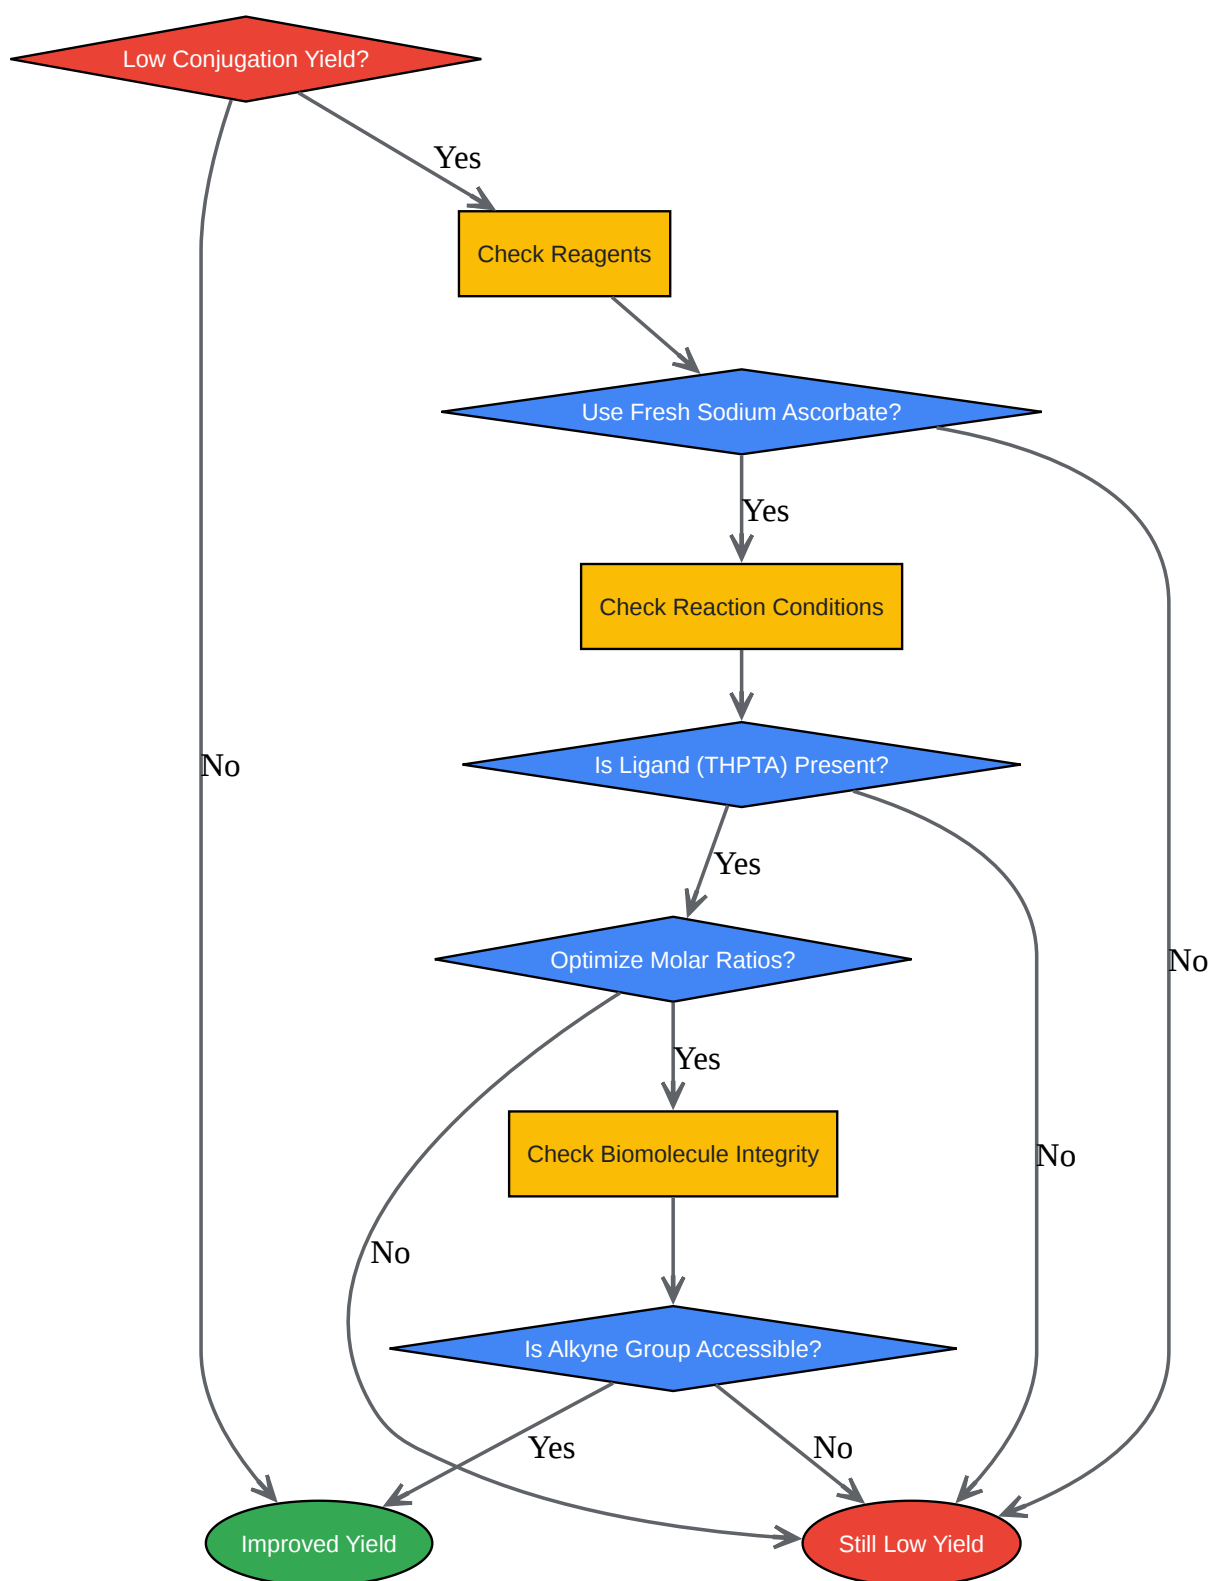 Low Conjugation Yield?
Yes
Check Reagents
Use Fresh Sodium Ascorbate?
Yes
Check Reaction Conditions
Is Ligand (THPTA) Present?
No
Yes
Optimize Molar Ratios?
No
Yes
Check Biomolecule Integrity
No
No
Is Alkyne Group Accessible?
Yes
No
Improved Yield
Still Low Yield